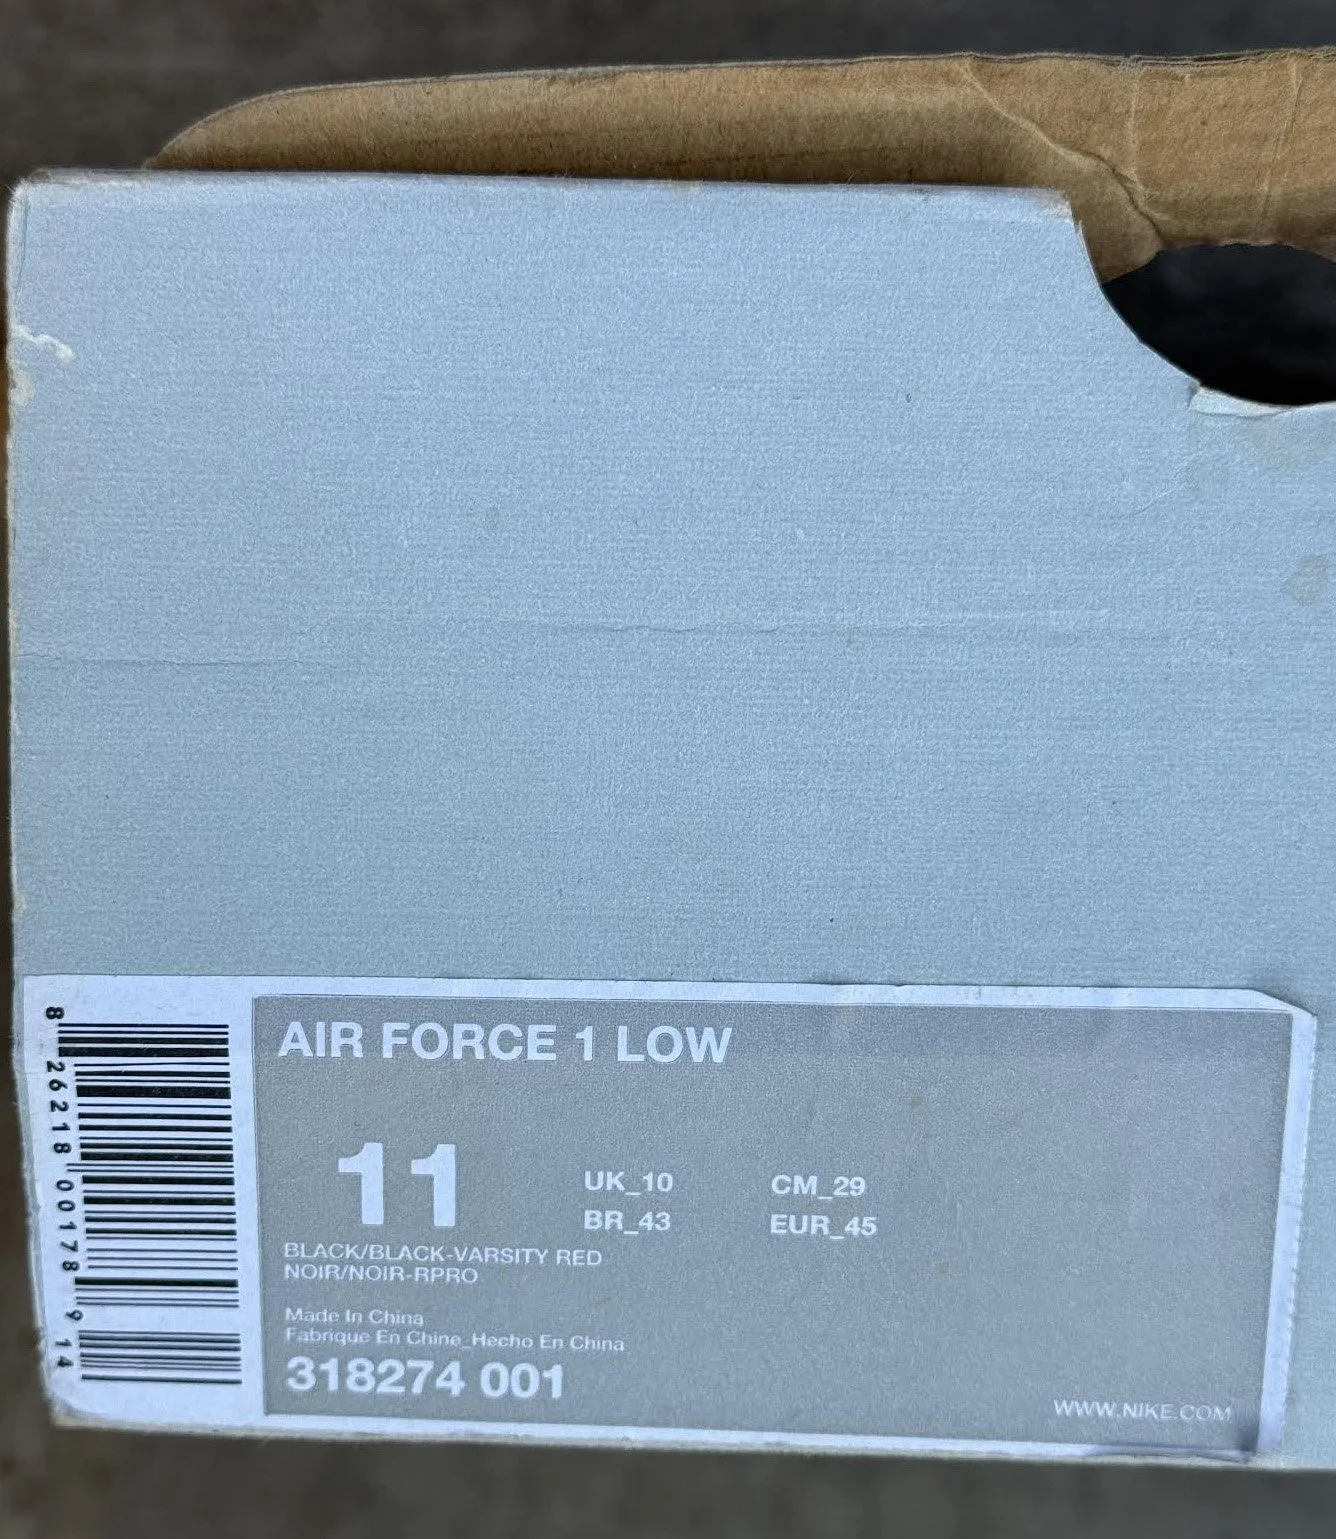 AIR FORCE 1 LOW
11
UK_10 CM_29
BR_43 EUR_45
BLACK/BLACK-VARSITY RED
NOIR/NOIR-RPRO
Made In China
Fabrique En Chine_Hecho En China
318274 001
WWW.NIKE.COM
8 26218 00178 9 14